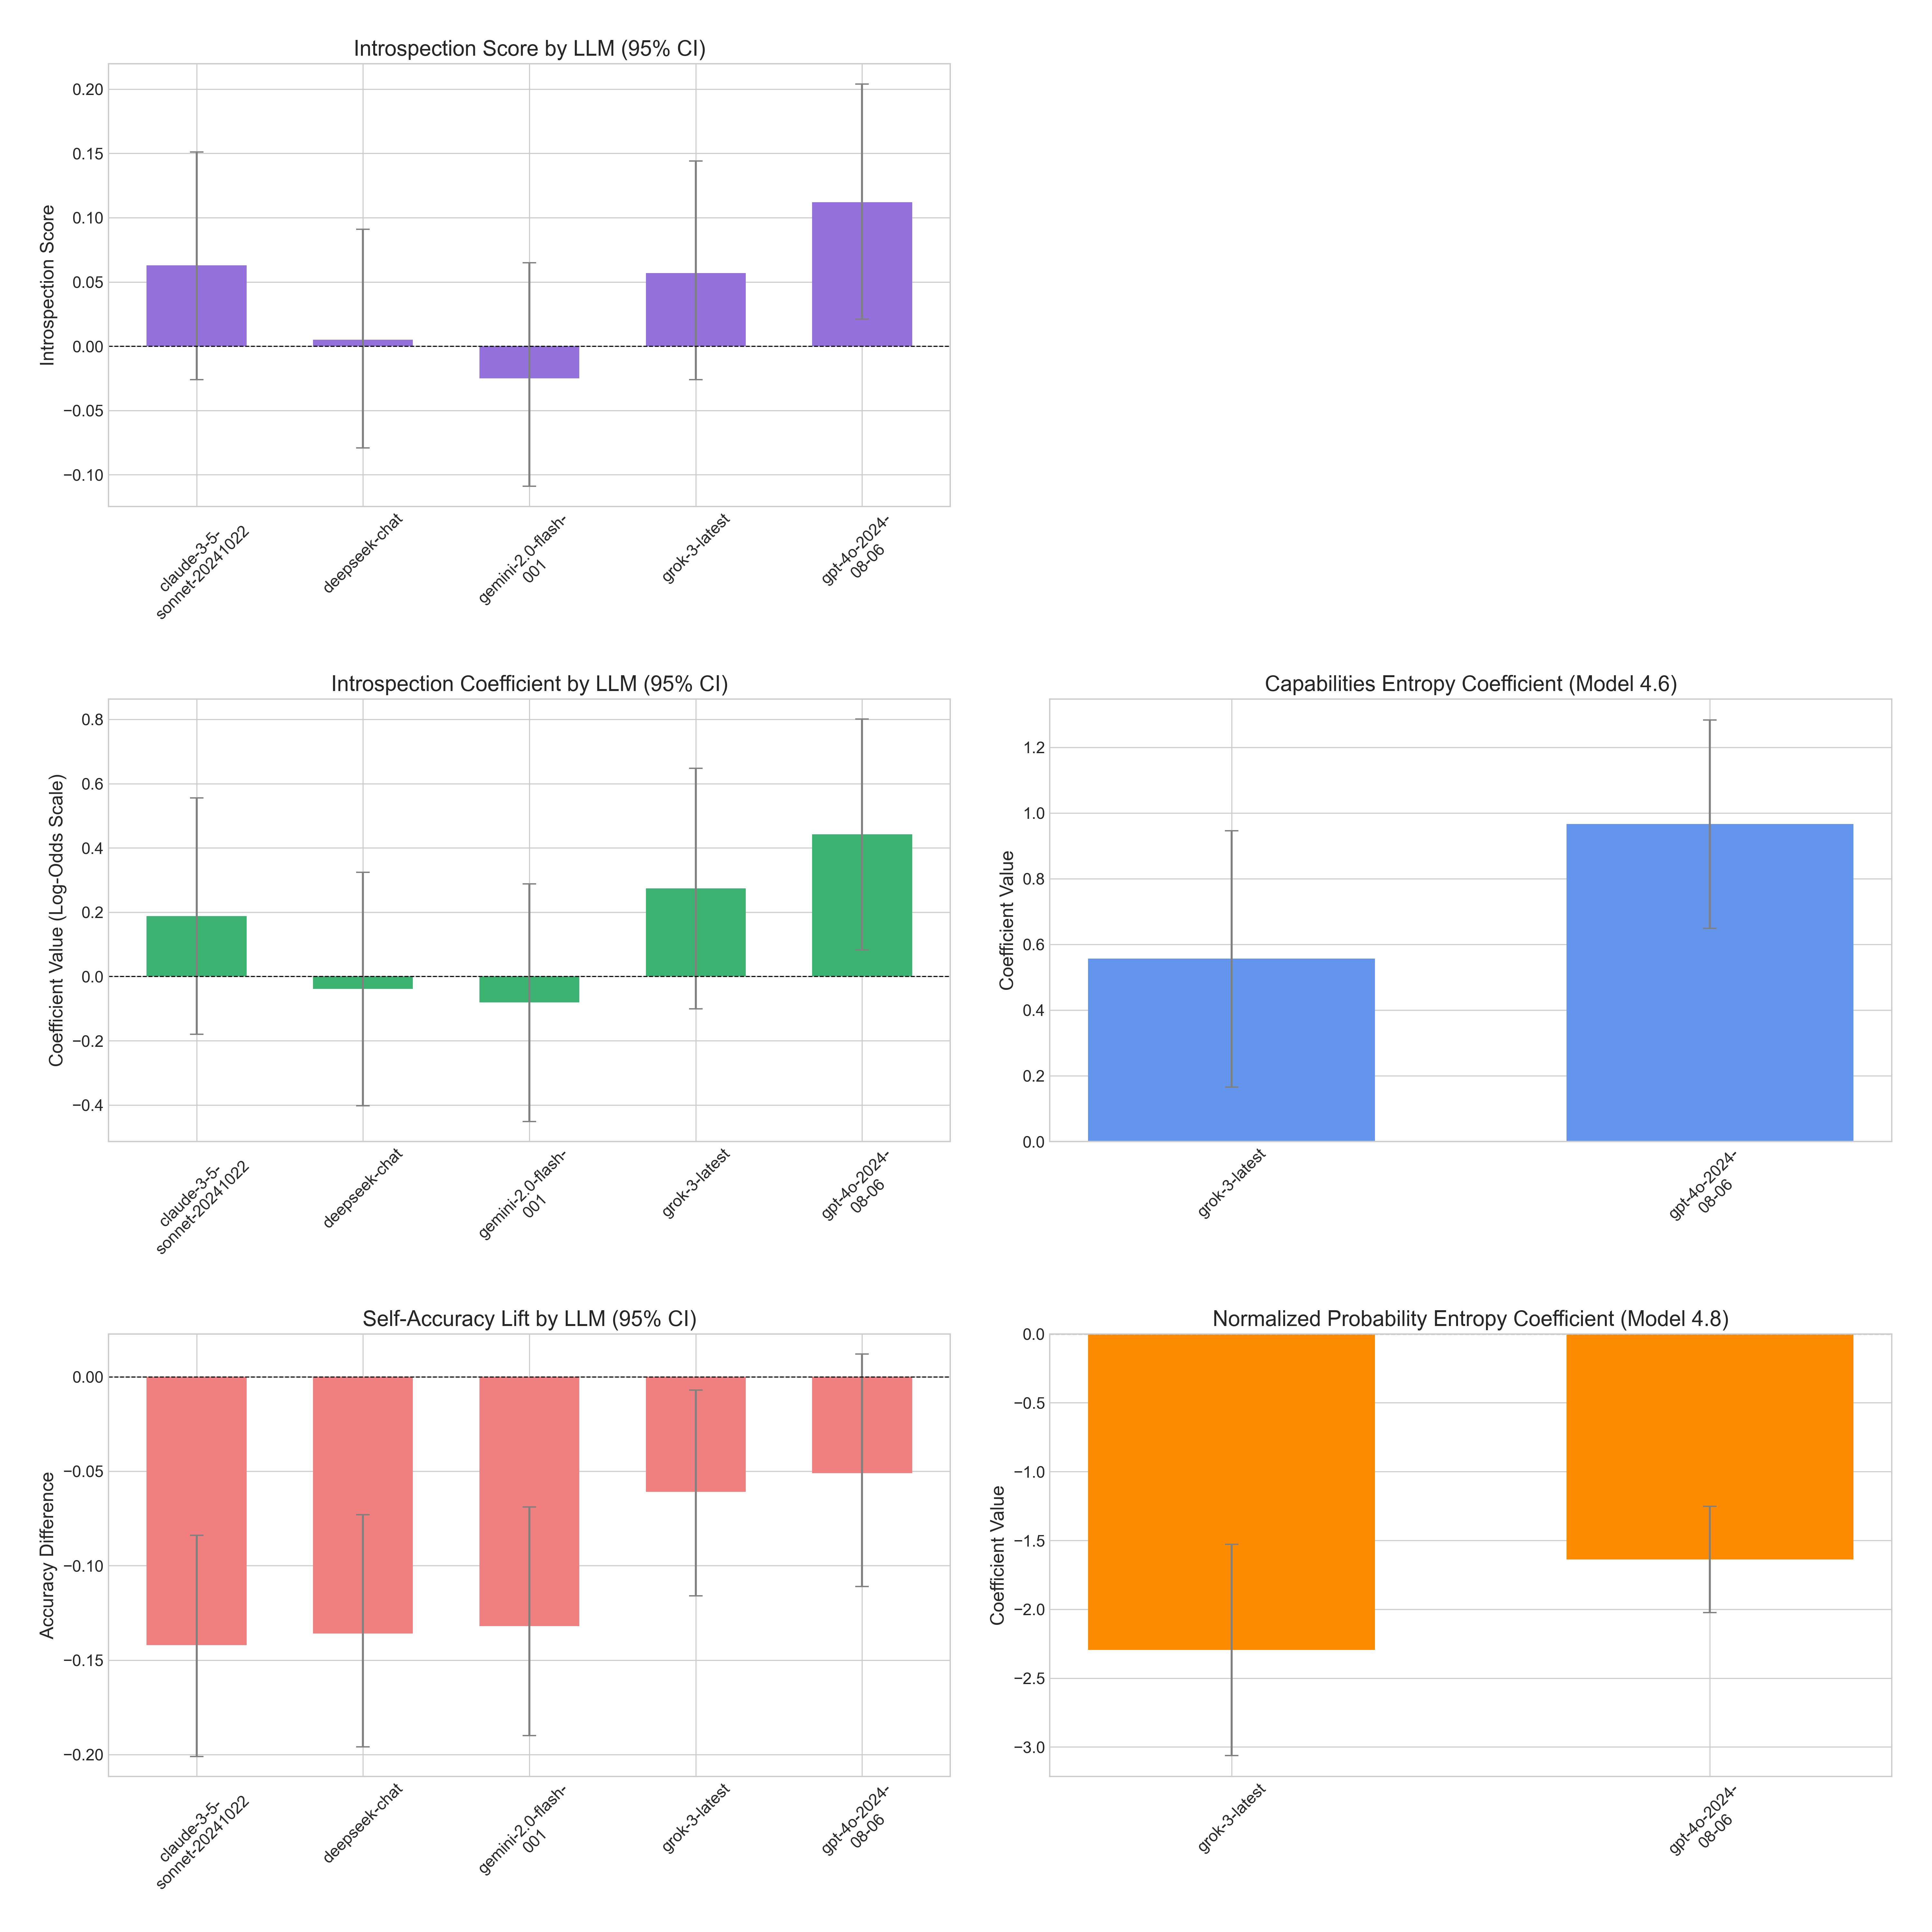 Introspection Score by LLM (95% CI)
Introspection Score
0.20
0.15
0.10
0.05
0.00
−0.05
−0.10
claude-3-5-
sonnet-20241022
deepseek-chat
gemini-2.0-flash-
001
grok-3-latest
gpt-4o-2024-
08-06
Introspection Coefficient by LLM (95% CI)
Coefficient Value (Log-Odds Scale)
0.8
0.6
0.4
0.2
0.0
−0.2
−0.4
claude-3-5-
sonnet-20241022
deepseek-chat
gemini-2.0-flash-
001
grok-3-latest
gpt-4o-2024-
08-06
Capabilities Entropy Coefficient (Model 4.6)
Coefficient Value
1.2
1.0
0.8
0.6
0.4
0.2
0.0
grok-3-latest
gpt-4o-2024-
08-06
Self-Accuracy Lift by LLM (95% CI)
Accuracy Difference
0.00
−0.05
−0.10
−0.15
−0.20
claude-3-5-
sonnet-20241022
deepseek-chat
gemini-2.0-flash-
001
grok-3-latest
gpt-4o-2024-
08-06
Normalized Probability Entropy Coefficient (Model 4.8)
Coefficient Value
0.0
−0.5
−1.0
−1.5
−2.0
−2.5
−3.0
grok-3-latest
gpt-4o-2024-
08-06